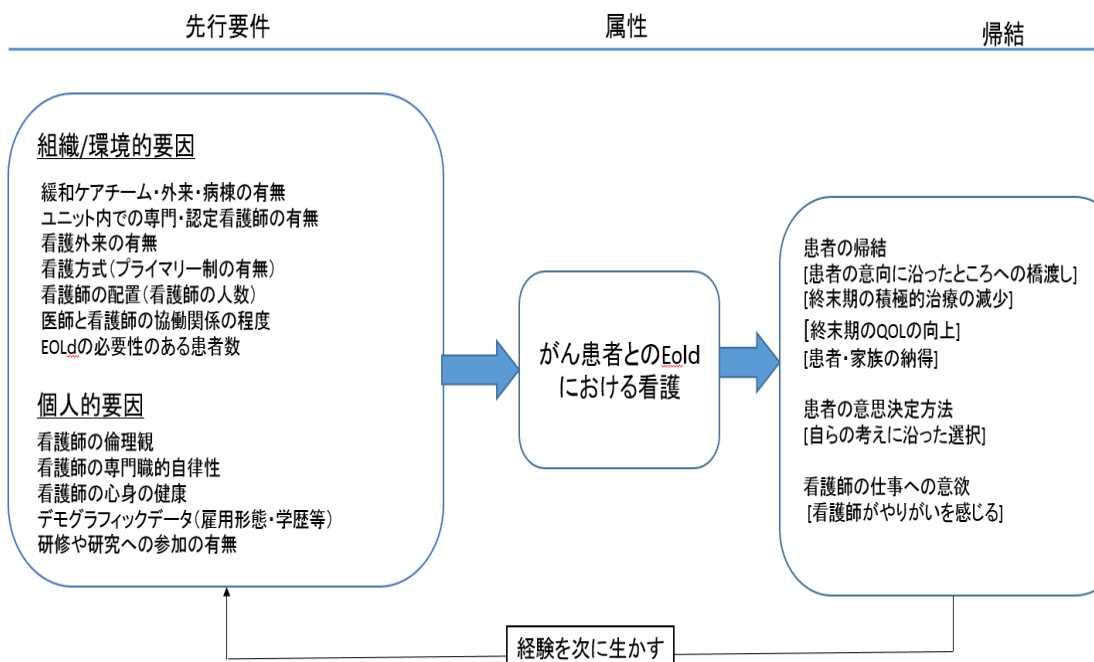 先行要件
属性
帰結
組織/環境的要因
緩和ケアチーム・外来・病棟の有無
ユニット内での専門・認定看護師の有無
看護外来の有無
看護方式(プライマリー制の有無)
看護師の配置(看護師の人数)
医師と看護師の協働関係の程度
EOLdの必要性のある患者数
個人的要因
看護師の倫理観
看護師の専門職的自律性
看護師の心身の健康
デモグラフィックデータ(雇用形態・学歴等)
研修や研究への参加の有無
がん患者とのEold
における看護
患者の帰結
[患者の意向に沿ったところへの橋渡し]
[終末期の積極的治療の減少]
[終末期のQOLの向上]
[患者・家族の納得]
患者の意思決定方法
[自らの考えに沿った選択]
看護師の仕事への意欲
[看護師がやりがいを感じる]
経験を次に生かす